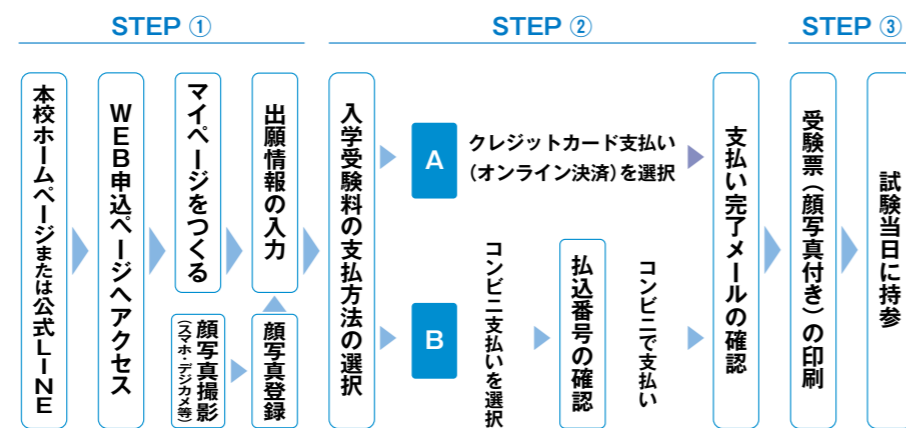 STEP ①
本校ホームページまたは公式LINE
WEB申込ページへアクセス
マイページをつくる
顔写真撮影
(スマホ・デジカメ等)
顔写真登録
出願情報の入力
STEP ②
入学受験料の支払方法の選択
A
クレジットカード支払い
(オンライン決済)を選択
B
コンビニ支払いを選択
払込番号の確認
コンビニで支払い
支払い完了メールの確認
STEP ③
受験票(顔写真付き)の印刷
試験当日に持参